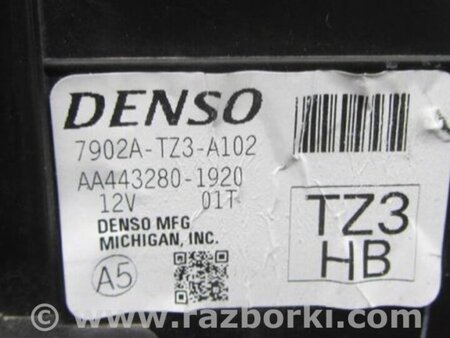 DENSO
7902A-TZ3-A102
AA443280-1920
12V 01T
DENSO MFG
MICHIGAN, INC.
A5
TZ3
HB
© www.razborki.com